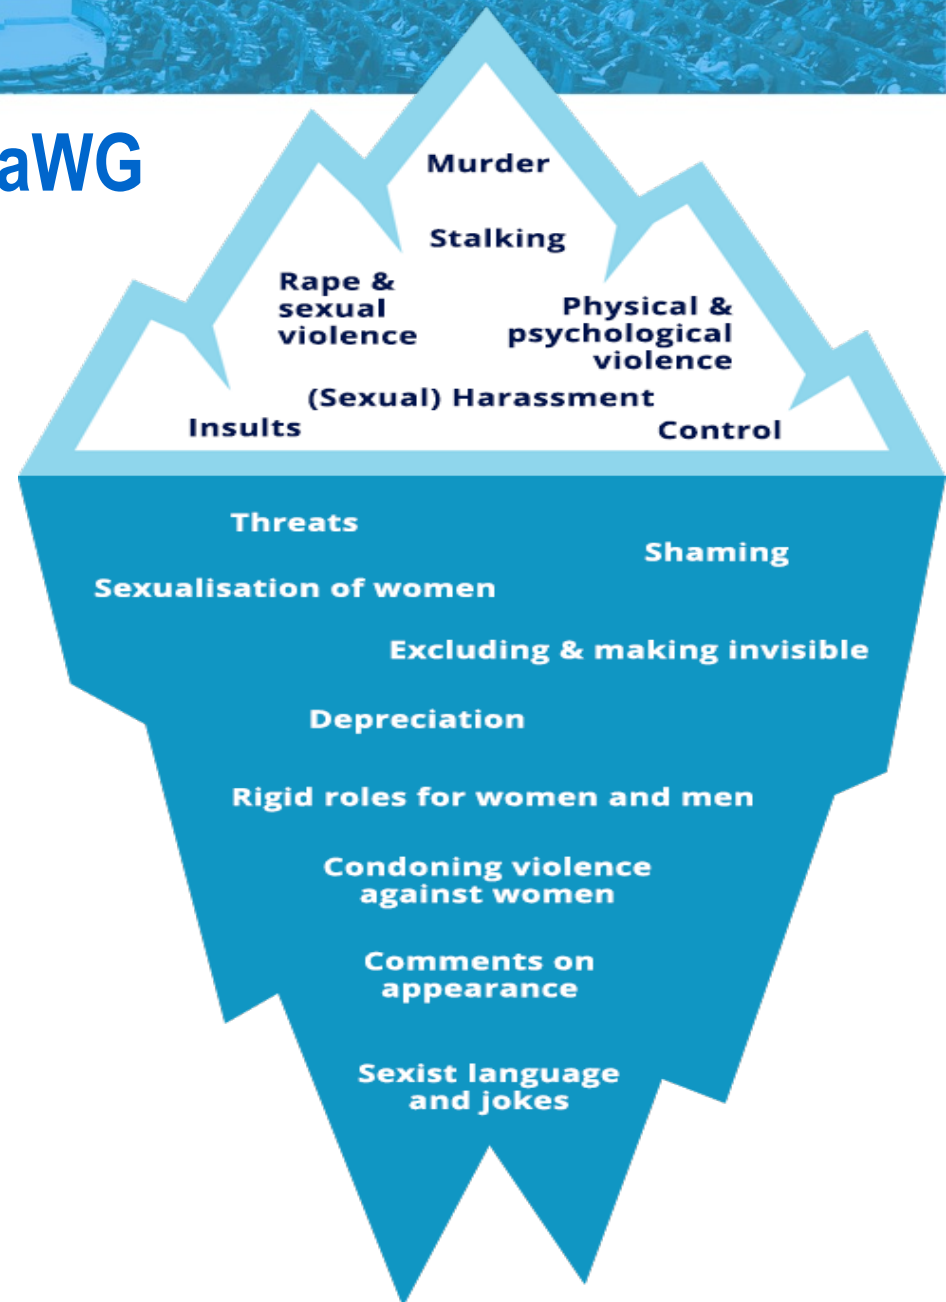 aWG
Murder
Stalking
Rape &
sexual
violence
Physical &
psychological
violence
(Sexual) Harassment
Insults
Control
Threats
Shaming
Sexualisation of women
Excluding & making invisible
Depreciation
Rigid roles for women and men
Condoning violence
against women
Comments on
appearance
Sexist language
and jokes